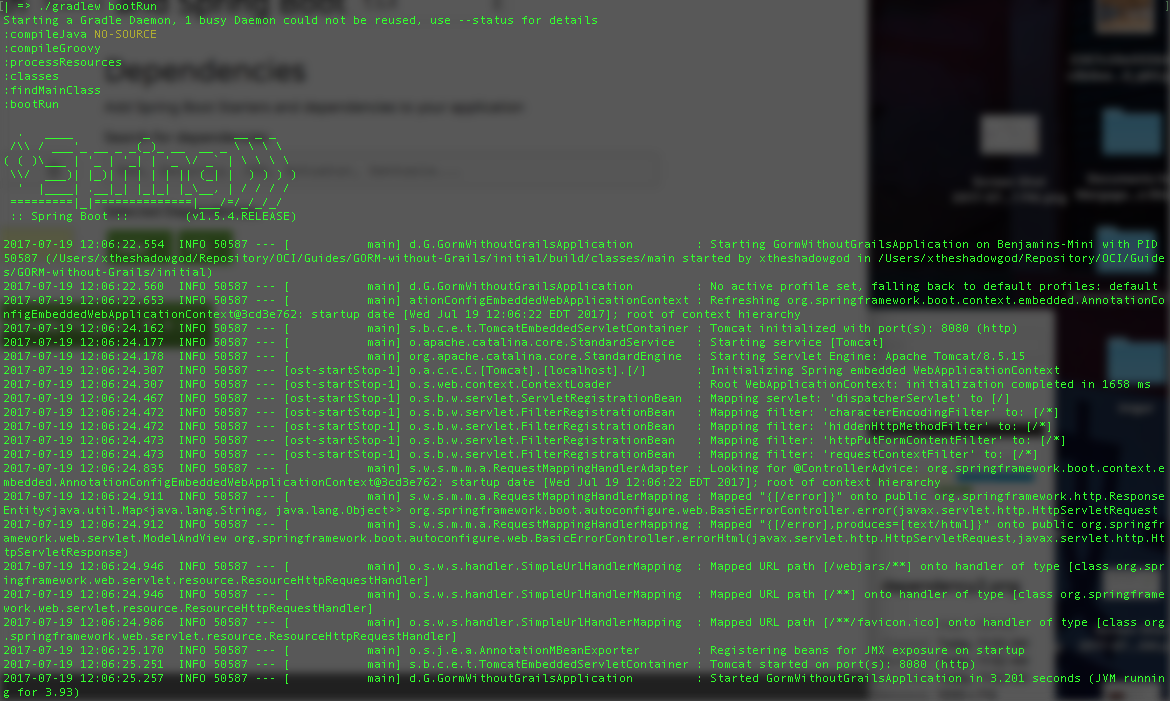 [| => ./gradlew bootRun
Starting a Gradle Daemon, 1 busy Daemon could not be reused, use --status for details
:compileJava NO-SOURCE
:compileGroovy
:processResources
:classes
:findMainClass
:bootRun
  .   ____          _            __ _ _
 /\\ / ___'_ __ _ _(_)_ __  __ _ \ \ \ \
( ( )\___ | '_ | '_| | '_ \/ _` | \ \ \ \
 \\/  ___)| |_)| | | | | || (_| |  ) ) ) )
  '  |____| .__|_| |_|_| |_\__, | / / / /
 =========|_|==============|___/=/_/_/_/
 :: Spring Boot ::        (v1.5.4.RELEASE)
2017-07-19 12:06:22.554  INFO 50587 --- [           main] d.G.GormWithoutGrailsApplication         : Starting GormWithoutGrailsApplication on Benjamins-Mini with PID
50587 (/Users/xtheshadowgod/Repository/OCI/Guides/GORM-without-Grails/initial/build/classes/main started by xtheshadowgod in /Users/xtheshadowgod/Repository/OCI/Guide
s/GORM-without-Grails/initial)
2017-07-19 12:06:22.560  INFO 50587 --- [           main] d.G.GormWithoutGrailsApplication         : No active profile set, falling back to default profiles: default
2017-07-19 12:06:22.653  INFO 50587 --- [           main] ationConfigEmbeddedWebApplicationContext : Refreshing org.springframework.boot.context.embedded.AnnotationCo
nfigEmbeddedWebApplicationContext@3cd3e762: startup date [Wed Jul 19 12:06:22 EDT 2017]; root of context hierarchy
2017-07-19 12:06:24.162  INFO 50587 --- [           main] s.b.c.e.t.TomcatEmbeddedServletContainer : Tomcat initialized with port(s): 8080 (http)
2017-07-19 12:06:24.177  INFO 50587 --- [           main] o.apache.catalina.core.StandardService   : Starting service [Tomcat]
2017-07-19 12:06:24.178  INFO 50587 --- [           main] org.apache.catalina.core.StandardEngine  : Starting Servlet Engine: Apache Tomcat/8.5.15
2017-07-19 12:06:24.307  INFO 50587 --- [ost-startStop-1] o.a.c.c.C.[Tomcat].[localhost].[/]       : Initializing Spring embedded WebApplicationContext
2017-07-19 12:06:24.307  INFO 50587 --- [ost-startStop-1] o.s.web.context.ContextLoader            : Root WebApplicationContext: initialization completed in 1658 ms
2017-07-19 12:06:24.467  INFO 50587 --- [ost-startStop-1] o.s.b.w.servlet.ServletRegistrationBean  : Mapping servlet: 'dispatcherServlet' to [/]
2017-07-19 12:06:24.472  INFO 50587 --- [ost-startStop-1] o.s.b.w.servlet.FilterRegistrationBean   : Mapping filter: 'characterEncodingFilter' to: [/*]
2017-07-19 12:06:24.472  INFO 50587 --- [ost-startStop-1] o.s.b.w.servlet.FilterRegistrationBean   : Mapping filter: 'hiddenHttpMethodFilter' to: [/*]
2017-07-19 12:06:24.473  INFO 50587 --- [ost-startStop-1] o.s.b.w.servlet.FilterRegistrationBean   : Mapping filter: 'httpPutFormContentFilter' to: [/*]
2017-07-19 12:06:24.473  INFO 50587 --- [ost-startStop-1] o.s.b.w.servlet.FilterRegistrationBean   : Mapping filter: 'requestContextFilter' to: [/*]
2017-07-19 12:06:24.835  INFO 50587 --- [           main] s.w.s.m.m.a.RequestMappingHandlerAdapter : Looking for @ControllerAdvice: org.springframework.boot.context.e
mbedded.AnnotationConfigEmbeddedWebApplicationContext@3cd3e762: startup date [Wed Jul 19 12:06:22 EDT 2017]; root of context hierarchy
2017-07-19 12:06:24.911  INFO 50587 --- [           main] s.w.s.m.m.a.RequestMappingHandlerMapping : Mapped "{[/error]}" onto public org.springframework.http.Response
Entity<java.util.Map<java.lang.String, java.lang.Object>> org.springframework.boot.autoconfigure.web.BasicErrorController.error(javax.servlet.http.HttpServletRequest
)
2017-07-19 12:06:24.912  INFO 50587 --- [           main] s.w.s.m.m.a.RequestMappingHandlerMapping : Mapped "{[/error],produces=[text/html]}" onto public org.springfr
amework.web.servlet.ModelAndView org.springframework.boot.autoconfigure.web.BasicErrorController.errorHtml(javax.servlet.http.HttpServletRequest,javax.servlet.http.Ht
tpServletResponse)
2017-07-19 12:06:24.946  INFO 50587 --- [           main] o.s.w.s.handler.SimpleUrlHandlerMapping  : Mapped URL path [/webjars/**] onto handler of type [class org.spr
ingframework.web.servlet.resource.ResourceHttpRequestHandler]
2017-07-19 12:06:24.946  INFO 50587 --- [           main] o.s.w.s.handler.SimpleUrlHandlerMapping  : Mapped URL path [/**] onto handler of type [class org.springframe
work.web.servlet.resource.ResourceHttpRequestHandler]
2017-07-19 12:06:24.986  INFO 50587 --- [           main] o.s.w.s.handler.SimpleUrlHandlerMapping  : Mapped URL path [/**/favicon.ico] onto handler of type [class org
.springframework.web.servlet.resource.ResourceHttpRequestHandler]
2017-07-19 12:06:25.170  INFO 50587 --- [           main] o.s.j.e.a.AnnotationMBeanExporter        : Registering beans for JMX exposure on startup
2017-07-19 12:06:25.251  INFO 50587 --- [           main] s.b.c.e.t.TomcatEmbeddedServletContainer : Tomcat started on port(s): 8080 (http)
2017-07-19 12:06:25.257  INFO 50587 --- [           main] d.G.GormWithoutGrailsApplication         : Started GormWithoutGrailsApplication in 3.201 seconds (JVM runnin
g for 3.93)